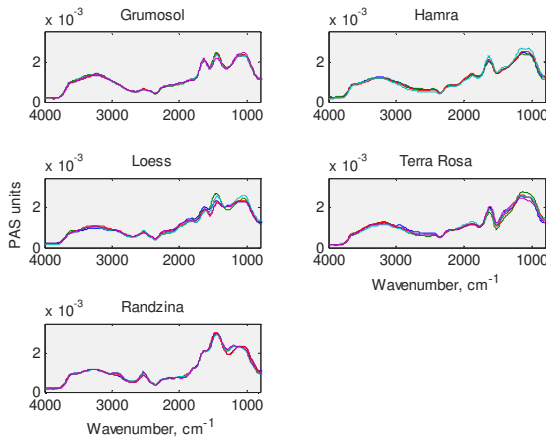 Grumosol
x 10-3
2
0
4000 3000 2000 1000
Hamra
x 10-3
2
0
4000 3000 2000 1000
Loess
x 10-3
2
0
4000 3000 2000 1000
PAS units
Terra Rosa
x 10-3
2
0
4000 3000 2000 1000
Wavenumber, cm-1
Randzina
x 10-3
2
0
4000 3000 2000 1000
Wavenumber, cm-1